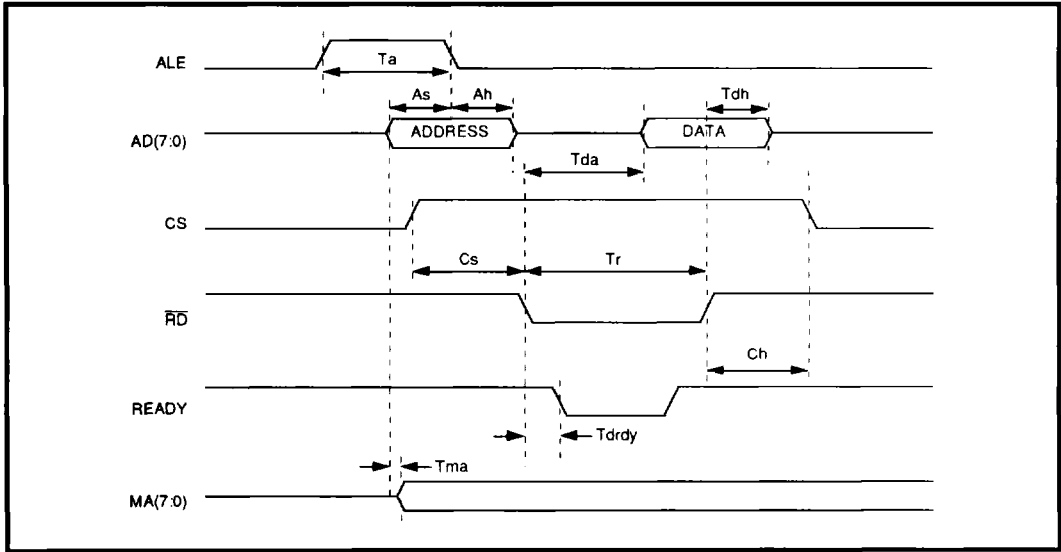 ALE
Ta
As
Ah
Tdh
AD(7:0)
ADDRESS
DATA
Tda
CS
Cs
Tr
RD
Ch
READY
Tdrdy
Tma
MA(7:0)